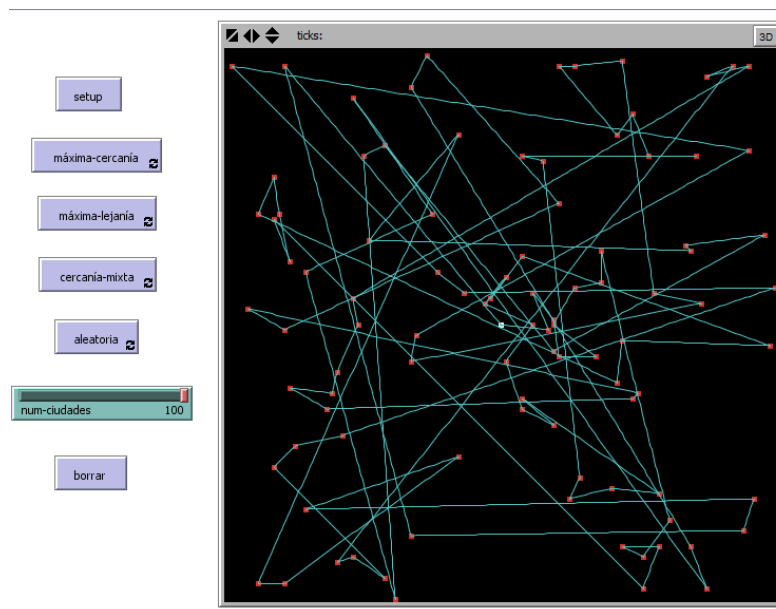 ticks:
3D
setup
máxima-cercanía
máxima-lejanía
cercanía-mixta
aleatoria
num-ciudades 100
borrar